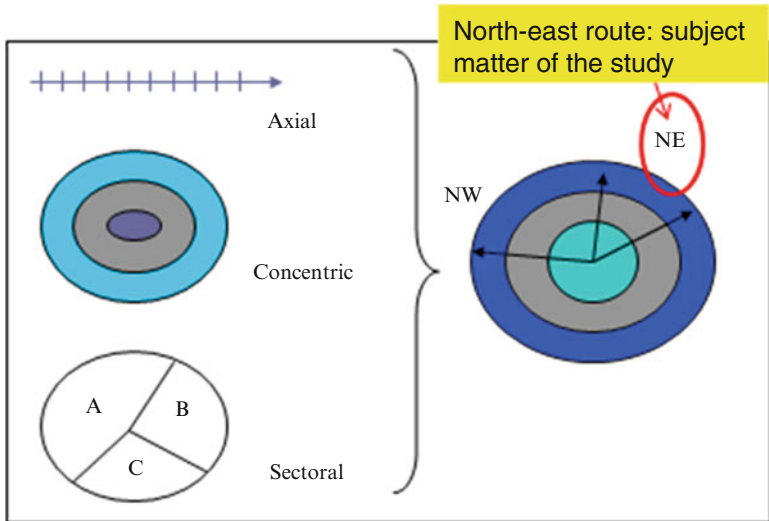 North-east route: subject
matter of the study
Axial
NE
NW
Concentric
A
B
C
Sectoral